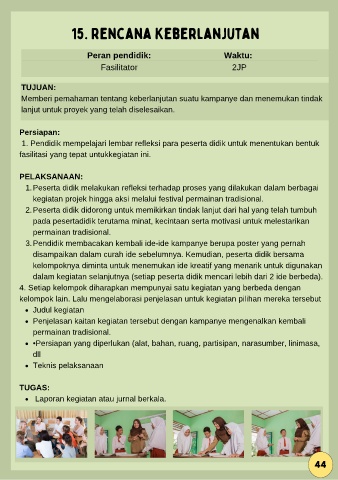 15. RENCANA KEBERLANJUTAN
Peran pendidik:
Fasilitator
Waktu:
2JP
TUJUAN:
Memberi pemahaman tentang keberlanjutan suatu kampanye dan menemukan tindak
lanjut untuk proyek yang telah diselesaikan.
Persiapan:
1. Pendidik mempelajari lembar refleksi para peserta didik untuk menentukan bentuk
fasilitasi yang tepat untukkegiatan ini.
PELAKSANAAN:
1.Peserta didik melakukan refleksi terhadap proses yang dilakukan dalam berbagai
kegiatan projek hingga aksi melalui festival permainan tradisional.
2.Peserta didik didorong untuk memikirkan tindak lanjut dari hal yang telah tumbuh
pada pesertadidik terutama minat, kecintaan serta motivasi untuk melestarikan
permainan tradisional.
3.Pendidik membacakan kembali ide-ide kampanye berupa poster yang pernah
disampaikan dalam curah ide sebelumnya. Kemudian, peserta didik bersama
kelompoknya diminta untuk menemukan ide kreatif yang menarik untuk digunakan
dalam kegiatan selanjutnya (setiap peserta didik mencari lebih dari 2 ide berbeda).
4. Setiap kelompok diharapkan mempunyai satu kegiatan yang berbeda dengan
kelompok lain. Lalu mengelaborasi penjelasan untuk kegiatan pilihan mereka tersebut
• Judul kegiatan
• Penjelasan kaitan kegiatan tersebut dengan kampanye mengenalkan kembali
permainan tradisional.
• •Persiapan yang diperlukan (alat, bahan, ruang, partisipan, narasumber, linimasa,
dll
• Teknis pelaksanaan
TUGAS:
• Laporan kegiatan atau jurnal berkala.
44